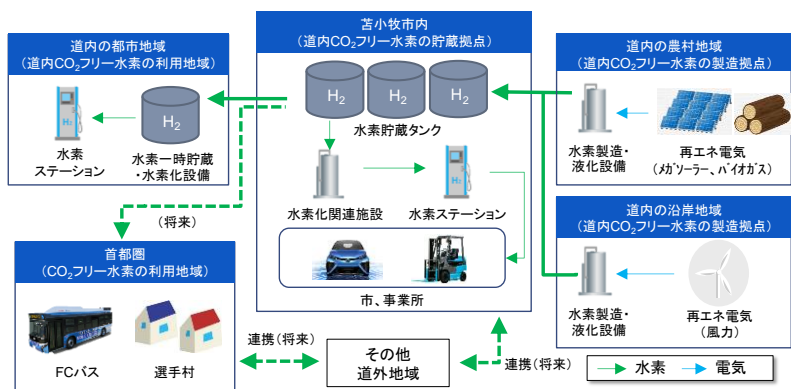 道内の都市地域
(道内CO₂フリー水素の利用地域)
H₂
H₂
水素
ステーション
水素一時貯蔵
・水素化設備
(将来)
首都圏
(CO₂フリー水素の利用地域)
FCバス
選手村
苫小牧市内
(道内CO₂フリー水素の貯蔵拠点)
H₂
H₂
H₂
水素貯蔵タンク
H₂
水素化関連施設
水素ステーション
市、事業所
連携(将来)
その他
道外地域
連携(将来)
道内の農村地域
(道内CO₂フリー水素の製造拠点)
水素製造・
液化設備
再エネ電気
(メガソーラー、バイオガス)
道内の沿岸地域
(道内CO₂フリー水素の製造拠点)
水素製造・
液化設備
再エネ電気
(風力)
水素
電気